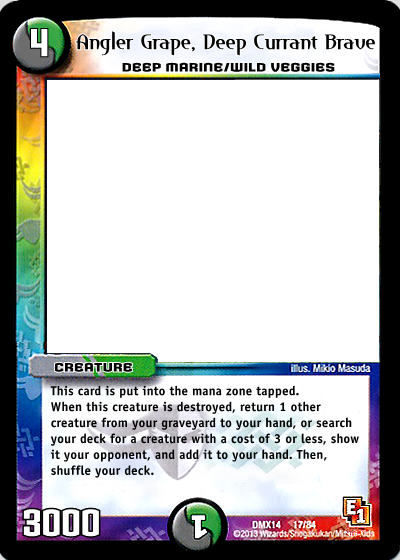 4
Angler Grape, Deep Currant Brave
DEEP MARINE/WILD VEGGIES
CREATURE
illus. Mikio Masuda
This card is put into the mana zone tapped.
When this creature is destroyed, return 1 other
creature from your graveyard to your hand, or search
your deck for a creature with a cost of 3 or less, show
it your opponent, and add it to your hand. Then,
shuffle your deck.
3000
1
DMX14 17/84
©2013 Wizards/Shogakukan/Mitsui-Kids
E1